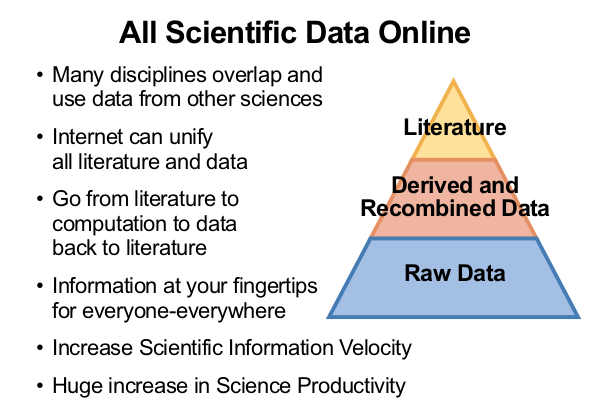 All Scientific Data Online
• Many disciplines overlap and
use data from other sciences
• Internet can unify
all literature and data
• Go from literature to
computation to data
back to literature
• Information at your fingertips
for everyone-everywhere
• Increase Scientific Information Velocity
• Huge increase in Science Productivity
Literature
Derived and
Recombined Data
Raw Data